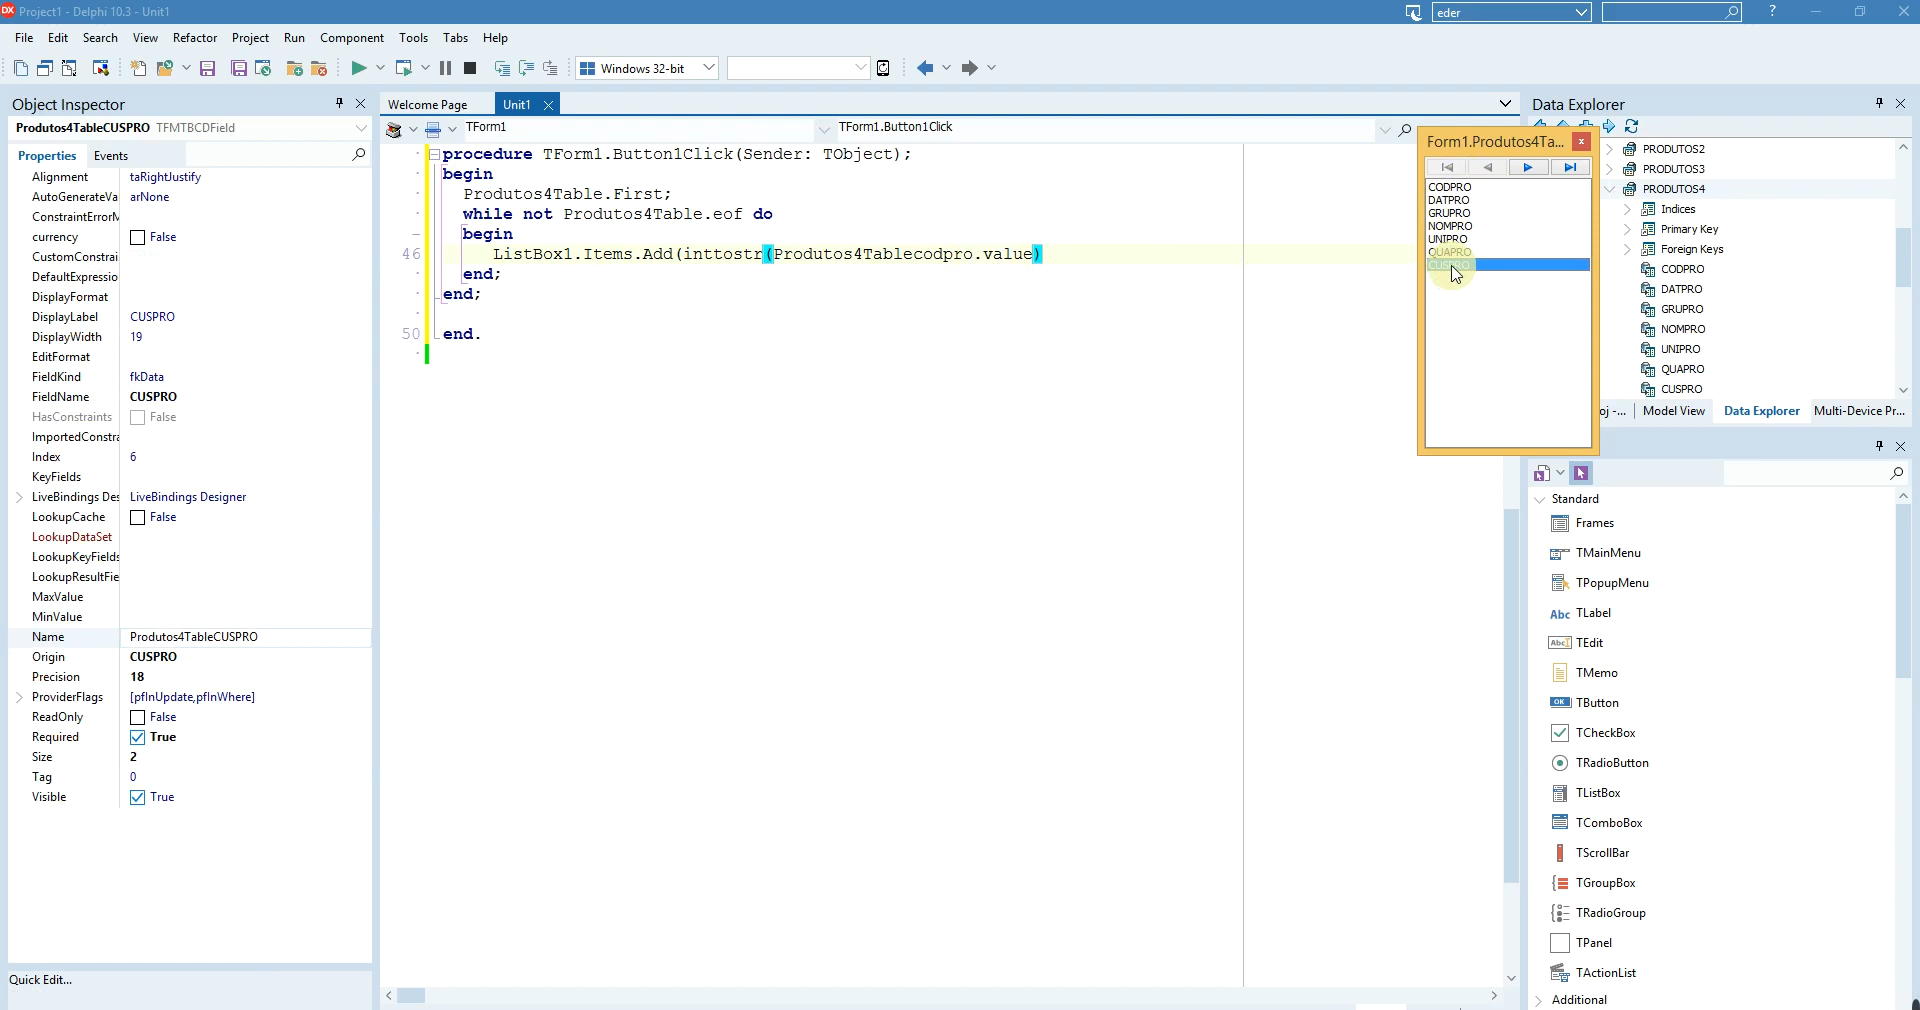 DX Project1 - Delphi 10.3 - Unit1
eder
?
File Edit Search View Refactor Project Run Component Tools Tabs Help
Windows 32-bit
Object Inspector
Produtos4TableCUSPRO TFMTBCDField
Properties Events
Alignment taRightJustify
AutoGenerateVa arNone
ConstraintErrorM
currency False
CustomConstrai
DefaultExpressio
DisplayFormat
DisplayLabel CUSPRO
DisplayWidth 19
EditFormat
FieldKind fkData
FieldName CUSPRO
HasConstraints False
ImportedConstra
Index 6
KeyFields
LiveBindings Des LiveBindings Designer
LookupCache False
LookupDataSet
LookupKeyFields
LookupResultFie
MaxValue
MinValue
Name Produtos4TableCUSPRO
Origin CUSPRO
Precision 18
ProviderFlags [pfInUpdate,pfInWhere]
ReadOnly False
Required True
Size 2
Tag 0
Visible True
Quick Edit...
Welcome Page Unit1
TForm1 TForm1.Button1Click
procedure TForm1.Button1Click(Sender: TObject);
begin
Produtos4Table.First;
while not Produtos4Table.eof do
begin
46 ListBox1.Items.Add(inttostr(Produtos4Tablecodpro.value)
end;
end;
50 end.
Form1.Produtos4Ta...
CODPRO
DATPRO
GRUPRO
NOMPRO
UNIPRO
QUAPRO
CUSPRO
Data Explorer
PRODUTOS2
PRODUTOS3
PRODUTOS4
Indices
Primary Key
Foreign Keys
CODPRO
DATPRO
GRUPRO
NOMPRO
UNIPRO
QUAPRO
CUSPRO
oj -... Model View Data Explorer Multi-Device Pr...
Standard
Frames
TMainMenu
TPopupMenu
Abc TLabel
TEdit
TMemo
OK TButton
TCheckBox
TRadioButton
TListBox
TComboBox
TScrollBar
TGroupBox
TRadioGroup
TPanel
TActionList
Additional